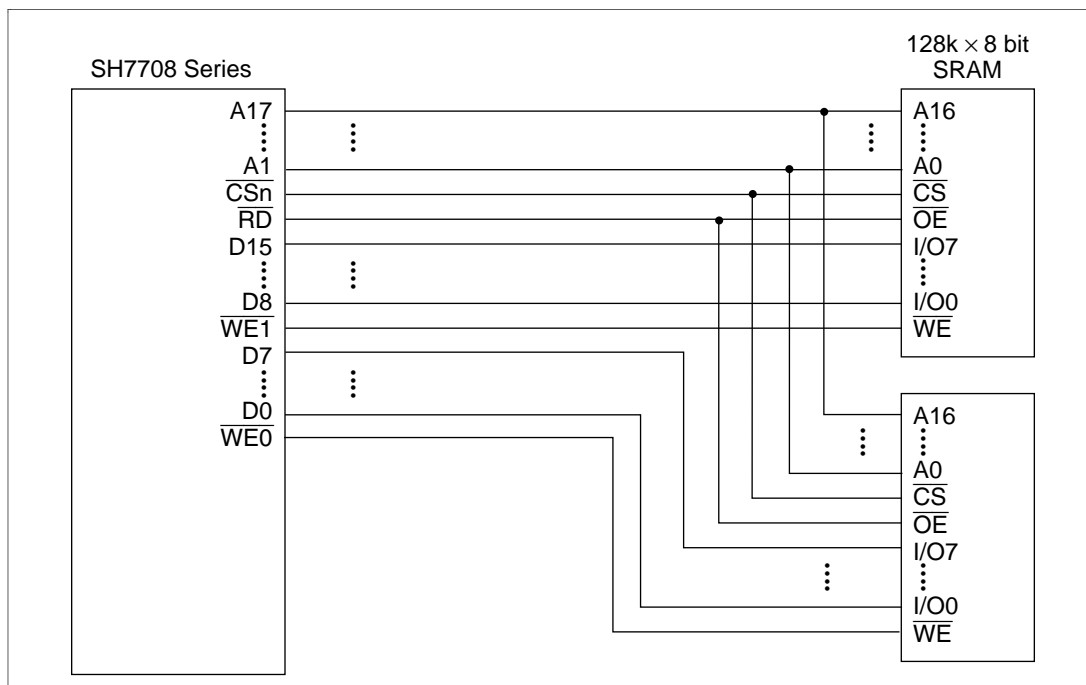 SH7708 Series
A17
A1
CSn
RD
D15
D8
WE1
D7
D0
WE0
128k × 8 bit
SRAM
A16
A0
CS
OE
I/O7
I/O0
WE
A16
A0
CS
OE
I/O7
I/O0
WE